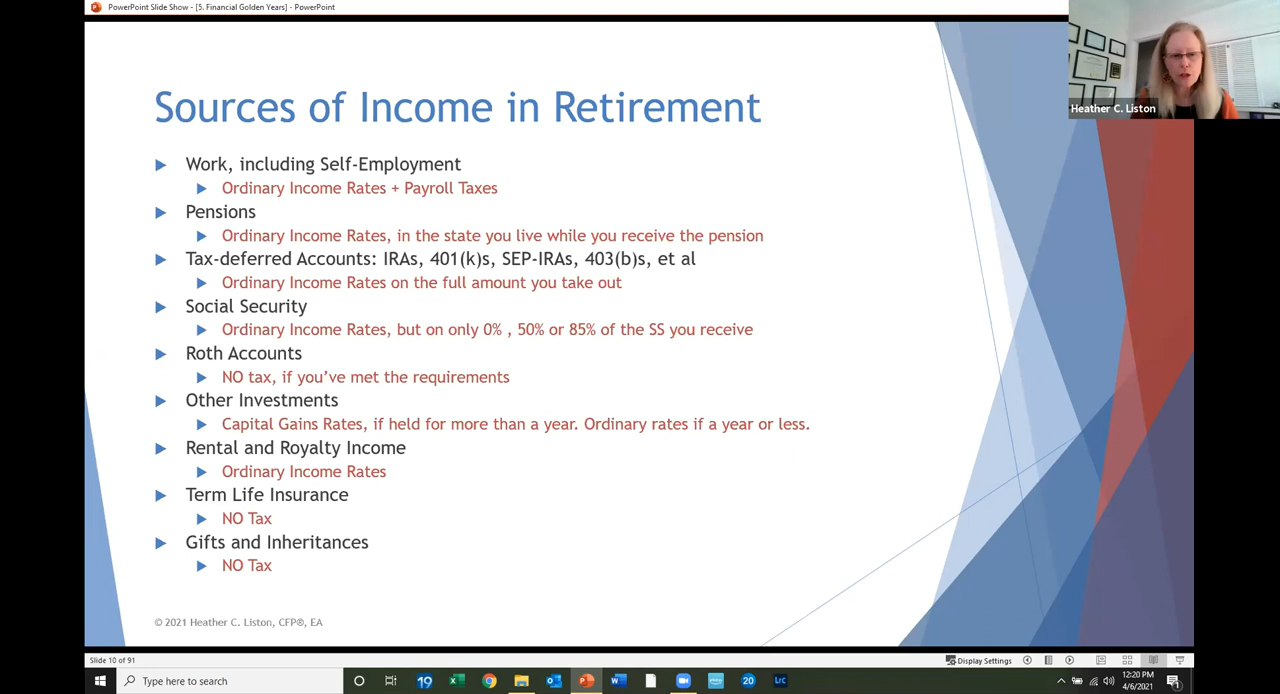 PowerPoint Slide Show - [5. Financial Golden Years] - PowerPoint
Heather C. Liston
Sources of Income in Retirement
Work, including Self-Employment
Ordinary Income Rates + Payroll Taxes
Pensions
Ordinary Income Rates, in the state you live while you receive the pension
Tax-deferred Accounts: IRAs, 401(k)s, SEP-IRAs, 403(b)s, et al
Ordinary Income Rates on the full amount you take out
Social Security
Ordinary Income Rates, but on only 0% , 50% or 85% of the SS you receive
Roth Accounts
NO tax, if you’ve met the requirements
Other Investments
Capital Gains Rates, if held for more than a year. Ordinary rates if a year or less.
Rental and Royalty Income
Ordinary Income Rates
Term Life Insurance
NO Tax
Gifts and Inheritances
NO Tax
© 2021 Heather C. Liston, CFP®, EA
Slide 10 of 91
Display Settings
Type here to search
19
20
Lrc
12:20 PM
4/6/2021
1